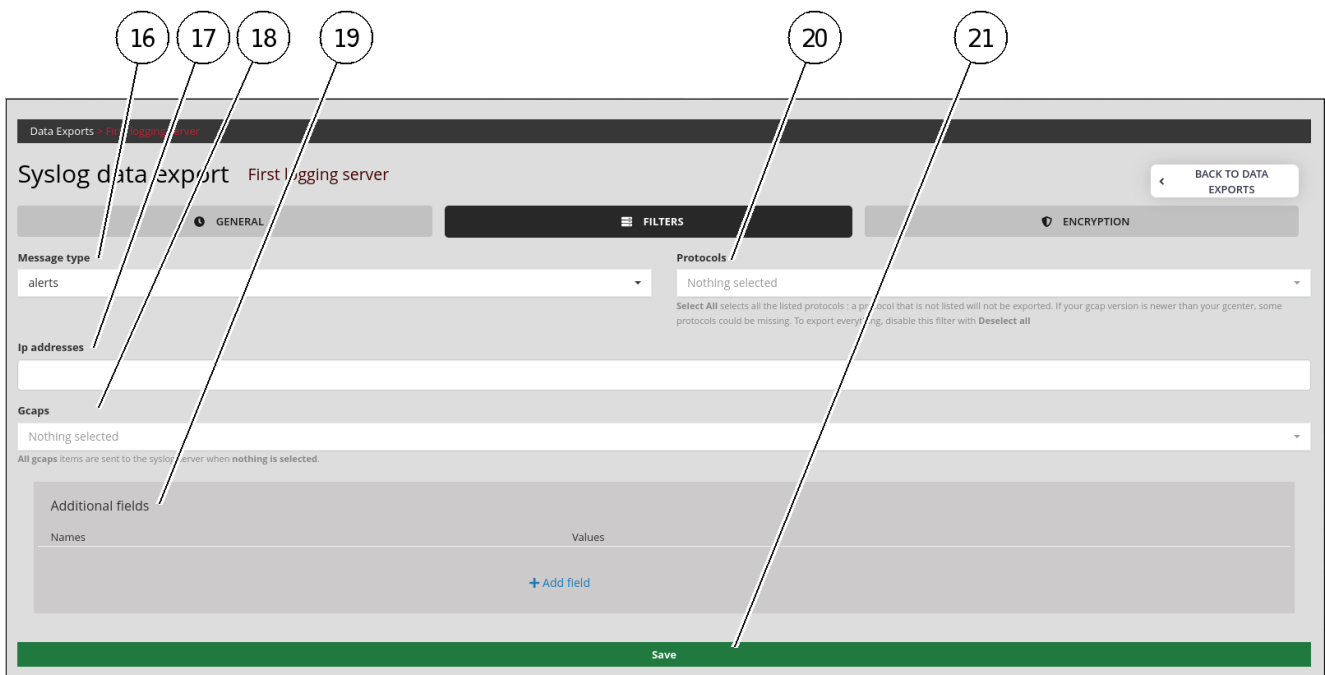 16 17 18 19 20 21
Data Exports > First logging server
Syslog data export First logging server
BACK TO DATA
EXPORTS
GENERAL
FILTERS
ENCRYPTION
Message type
alerts
Protocols
Nothing selected
Select All selects all the listed protocols : a protocol that is not listed will not be exported. If your gcap version is newer than your gcenter, some
protocols could be missing. To export everything, disable this filter with Deselect all
Ip addresses
Gcaps
Nothing selected
All gcaps items are sent to the syslog server when nothing is selected.
Additional fields
Names Values
Add field
Save